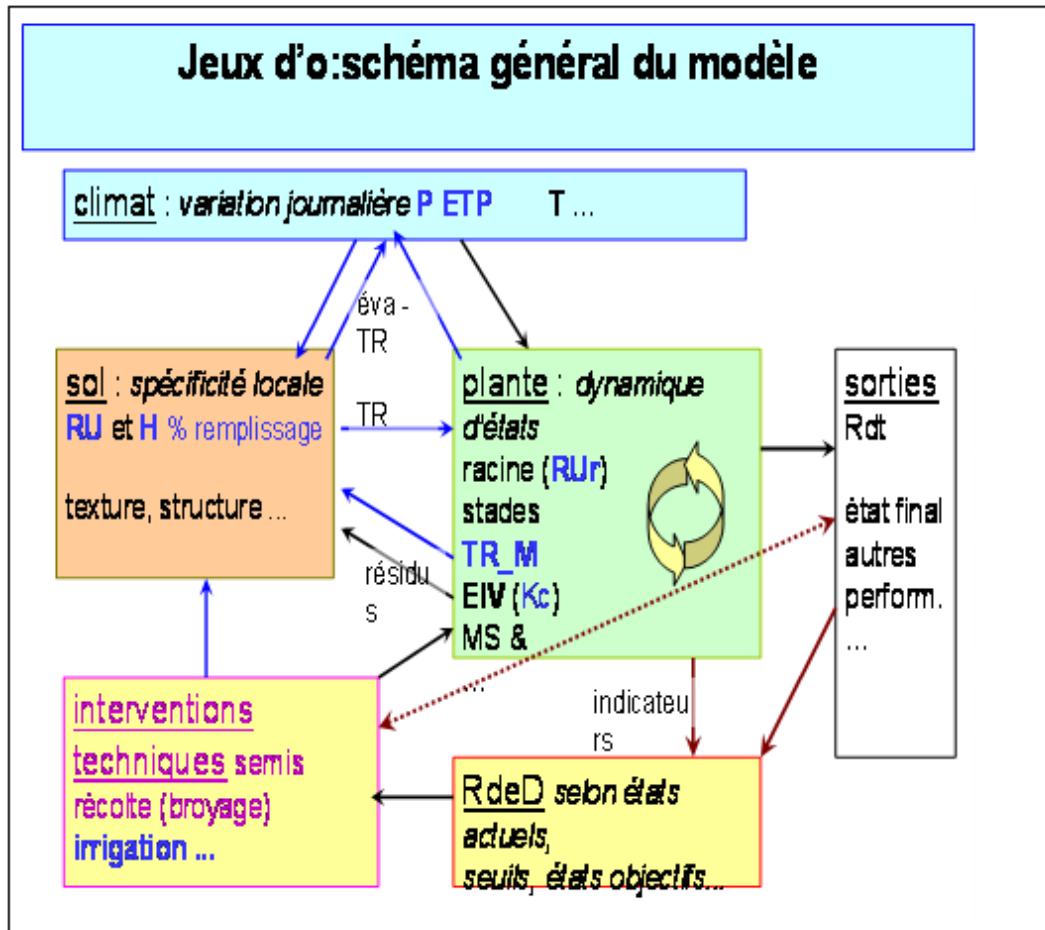 Jeux d'o:schéma général du modèle
climat : variation journalière P ETP T ...
éva -
TR
sol : spécificité locale
RU et H % remplissage
texture, structure ...
TR
plante : dynamique
d'états
racine (RUr)
stades
TR_M
EIV (Kc)
MS &
...
sorties
Rdt
état final
autres
perform.
...
résidu
s
interventions
techniques semis
récolte (broyage)
irrigation ...
indicateu
rs
RdeD selon états
actuels,
seuils, états objectifs...